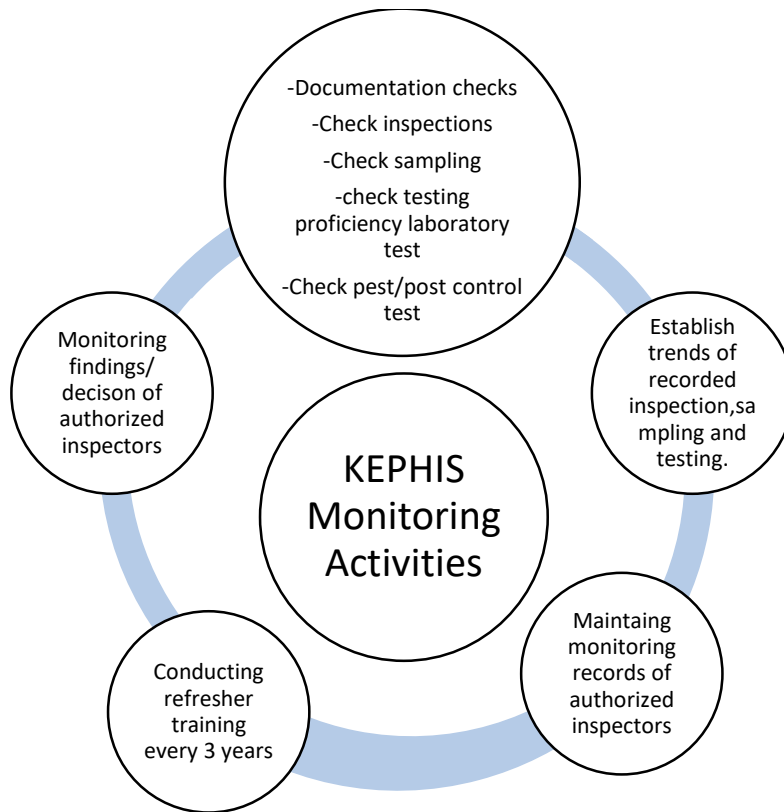 -Documentation checks
-Check inspections
-Check sampling
-check testing
proficiency laboratory
test
-Check pest/post control
test
Establish
trends of
recorded
inspection,sa
mpling and
testing.
Maintaing
monitoring
records of
authorized
inspectors
Conducting
refresher
training
every 3 years
Monitoring
findings/
decison of
authorized
inspectors
KEPHIS
Monitoring
Activities